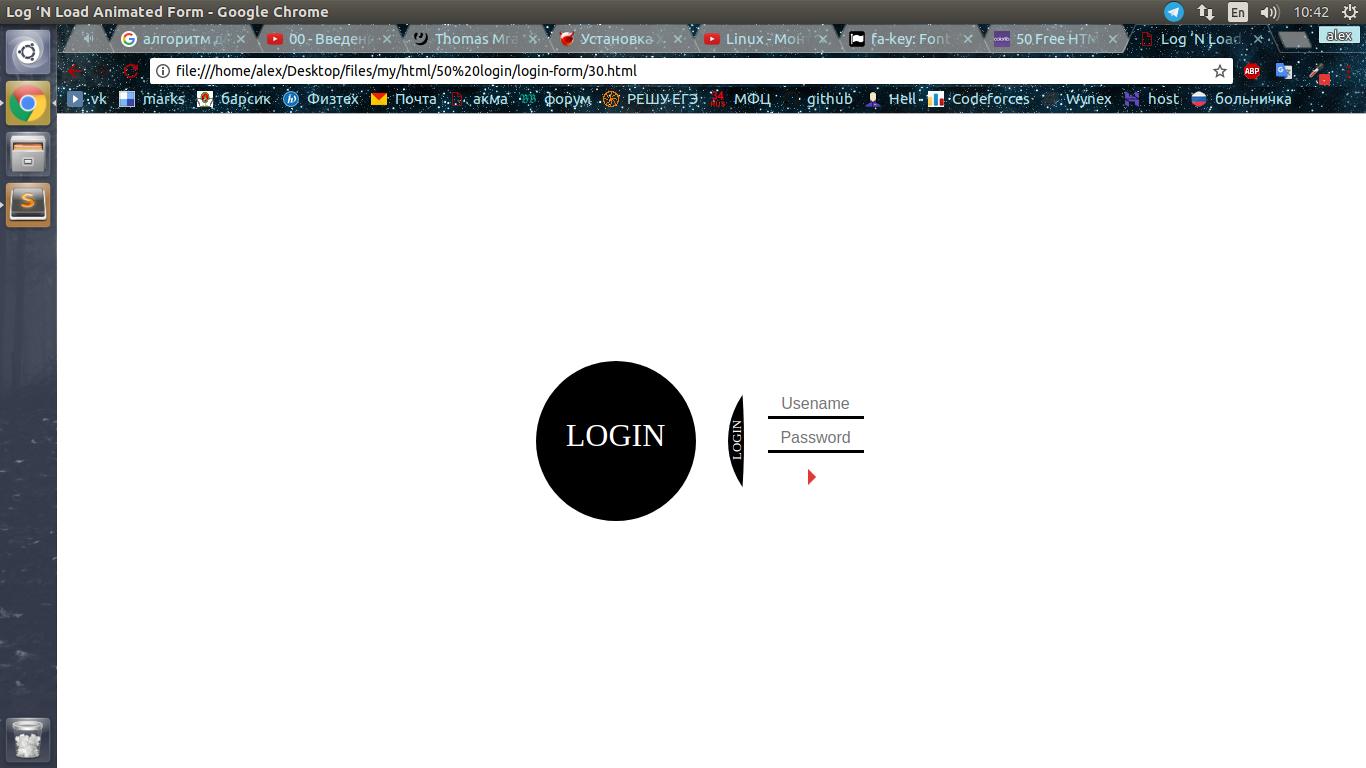 Log ‘N Load Animated Form - Google Chrome
En
10:42
алгоритм д
00 - Введен
Thomas Mra
Установка
Linux - Мон
fa-key: Font
50 Free HTM
Log ‘N Load
alex
file:///home/alex/Desktop/files/my/html/50%20login/login-form/30.html
ABP
vk
marks
барсик
Физтех
Почта
акма
форум
РЕШУ ЕГЭ
МФЦ
github
Hell -
Codeforces
Wynex
host
больничка
LOGIN
LOGIN
Usename
Password